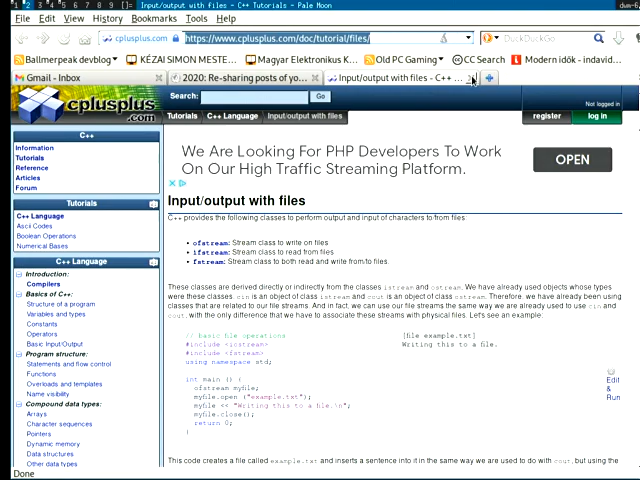 1 2 3 4 5 6 7 8 9 []= Input/output with files - C++ Tutorials - Pale Moon
dwm-6.
File Edit View History Bookmarks Tools Help
cplusplus.com https://www.cplusplus.com/doc/tutorial/files/ DuckDuckGo
Ballmerpeak devblog KÉZAI SIMON MESTE... Magyar Elektronikus K... Old PC Gaming CC Search Modern idők - indavid...
Gmail - Inbox 2020: Re-sharing posts of yo... Input/output with files - C++ ...
cplusplus
.com
Search: Go
Not logged in
Tutorials C++ Language Input/output with files register log in
C++
Information
Tutorials
Reference
Articles
Forum
Tutorials
C++ Language
Ascii Codes
Boolean Operations
Numerical Bases
C++ Language
Introduction:
Compilers
Basics of C++:
Structure of a program
Variables and types
Constants
Operators
Basic Input/Output
Program structure:
Statements and flow control
Functions
Overloads and templates
Name visibility
Compound data types:
Arrays
Character sequences
Pointers
Dynamic memory
Data structures
Other data types
We Are Looking For PHP Developers To Work
On Our High Traffic Streaming Platform.
OPEN
Input/output with files
C++ provides the following classes to perform output and input of characters to/from files:
ofstream: Stream class to write on files
ifstream: Stream class to read from files
fstream: Stream class to both read and write from/to files.
These classes are derived directly or indirectly from the classes istream and ostream. We have already used objects whose types
were these classes: cin is an object of class istream and cout is an object of class ostream. Therefore, we have already been using
classes that are related to our file streams. And in fact, we can use our file streams the same way we are already used to use cin and
cout, with the only difference that we have to associate these streams with physical files. Let's see an example:
// basic file operations
#include <iostream>
#include <fstream>
using namespace std;
int main () {
ofstream myfile;
myfile.open ("example.txt");
myfile << "Writing this to a file.\n";
myfile.close();
return 0;
}
[file example.txt]
Writing this to a file.
Edit
&
Run
This code creates a file called example.txt and inserts a sentence into it in the same way we are used to do with cout, but using the
Done